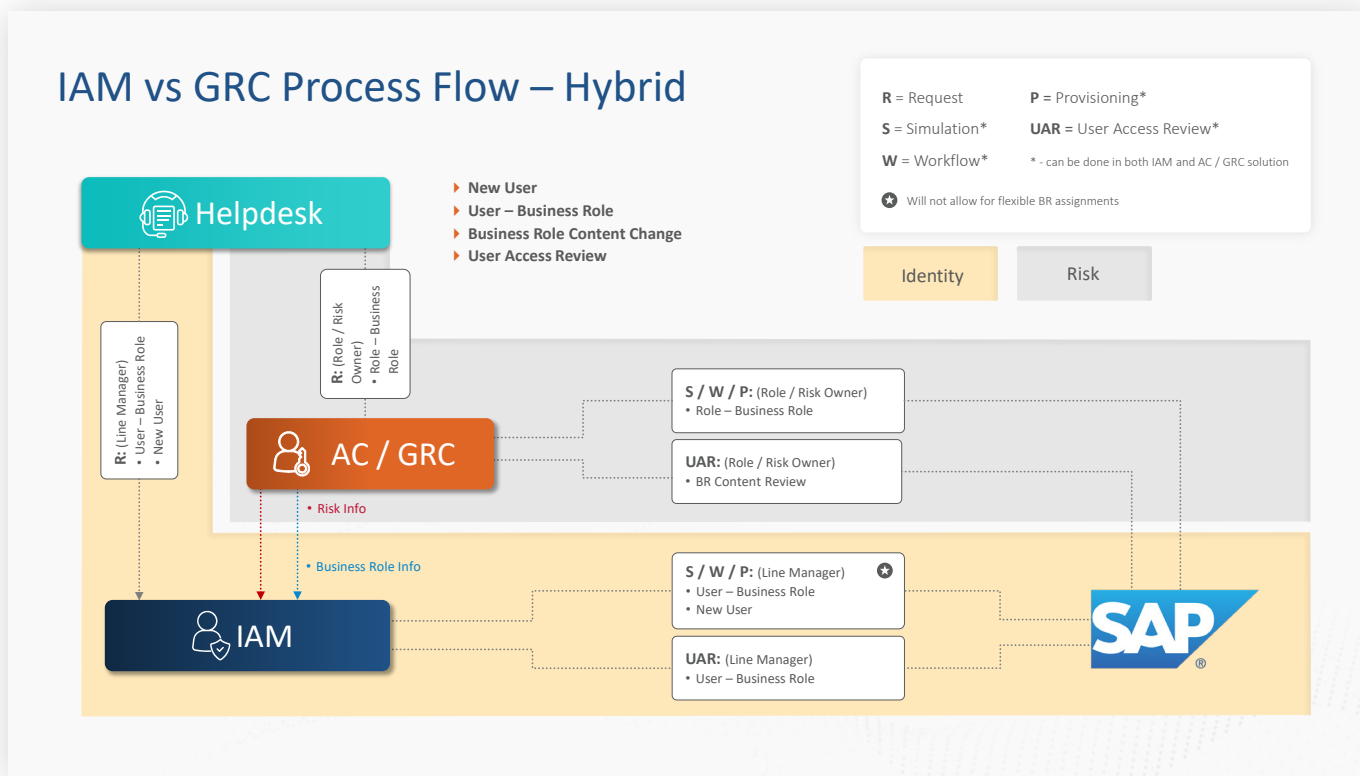 IAM vs GRC Process Flow – Hybrid
R = Request
P = Provisioning*
S = Simulation*
UAR = User Access Review*
W = Workflow*
* - can be done in both IAM and AC / GRC solution
Will not allow for flexible BR assignments
Helpdesk
New User
User – Business Role
Business Role Content Change
User Access Review
Identity
Risk
R: (Line Manager)
• User – Business Role
• New User
R: (Role / Risk
Owner)
• Role – Business
Role
S / W / P: (Role / Risk Owner)
• Role – Business Role
AC / GRC
UAR: (Role / Risk Owner)
• BR Content Review
• Risk Info
• Business Role Info
S / W / P: (Line Manager)
• User – Business Role
• New User
IAM
UAR: (Line Manager)
• User – Business Role
SAP
®